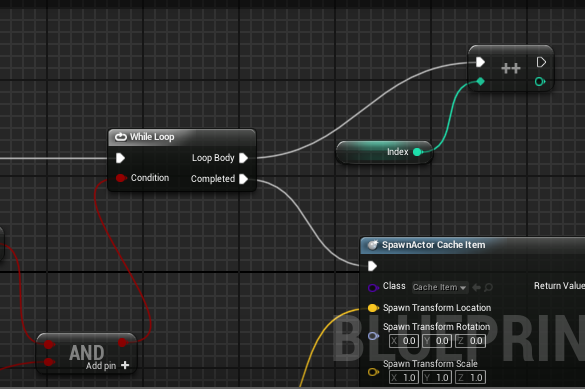 ++
While Loop
Loop Body
Condition
Completed
Index
SpawnActor Cache Item
Class Cache Item
Return Value
Spawn Transform Location
Spawn Transform Rotation
X 0.0 Y 0.0 Z 0.0
Spawn Transform Scale
X 1.0 Y 1.0 Z 1.0
AND
Add pin +
BLUEPRIN